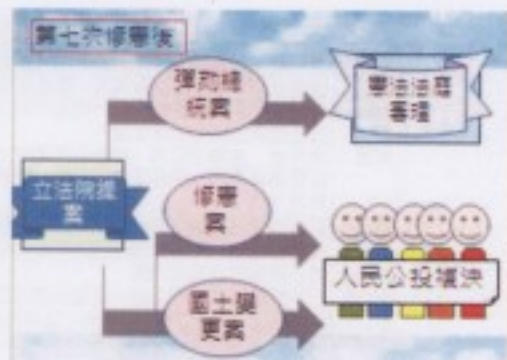 第七次修憲後
彈劾總
統案
憲法法庭
審理
立法院提
案
修憲
案
領土變
更案
人民公投複決